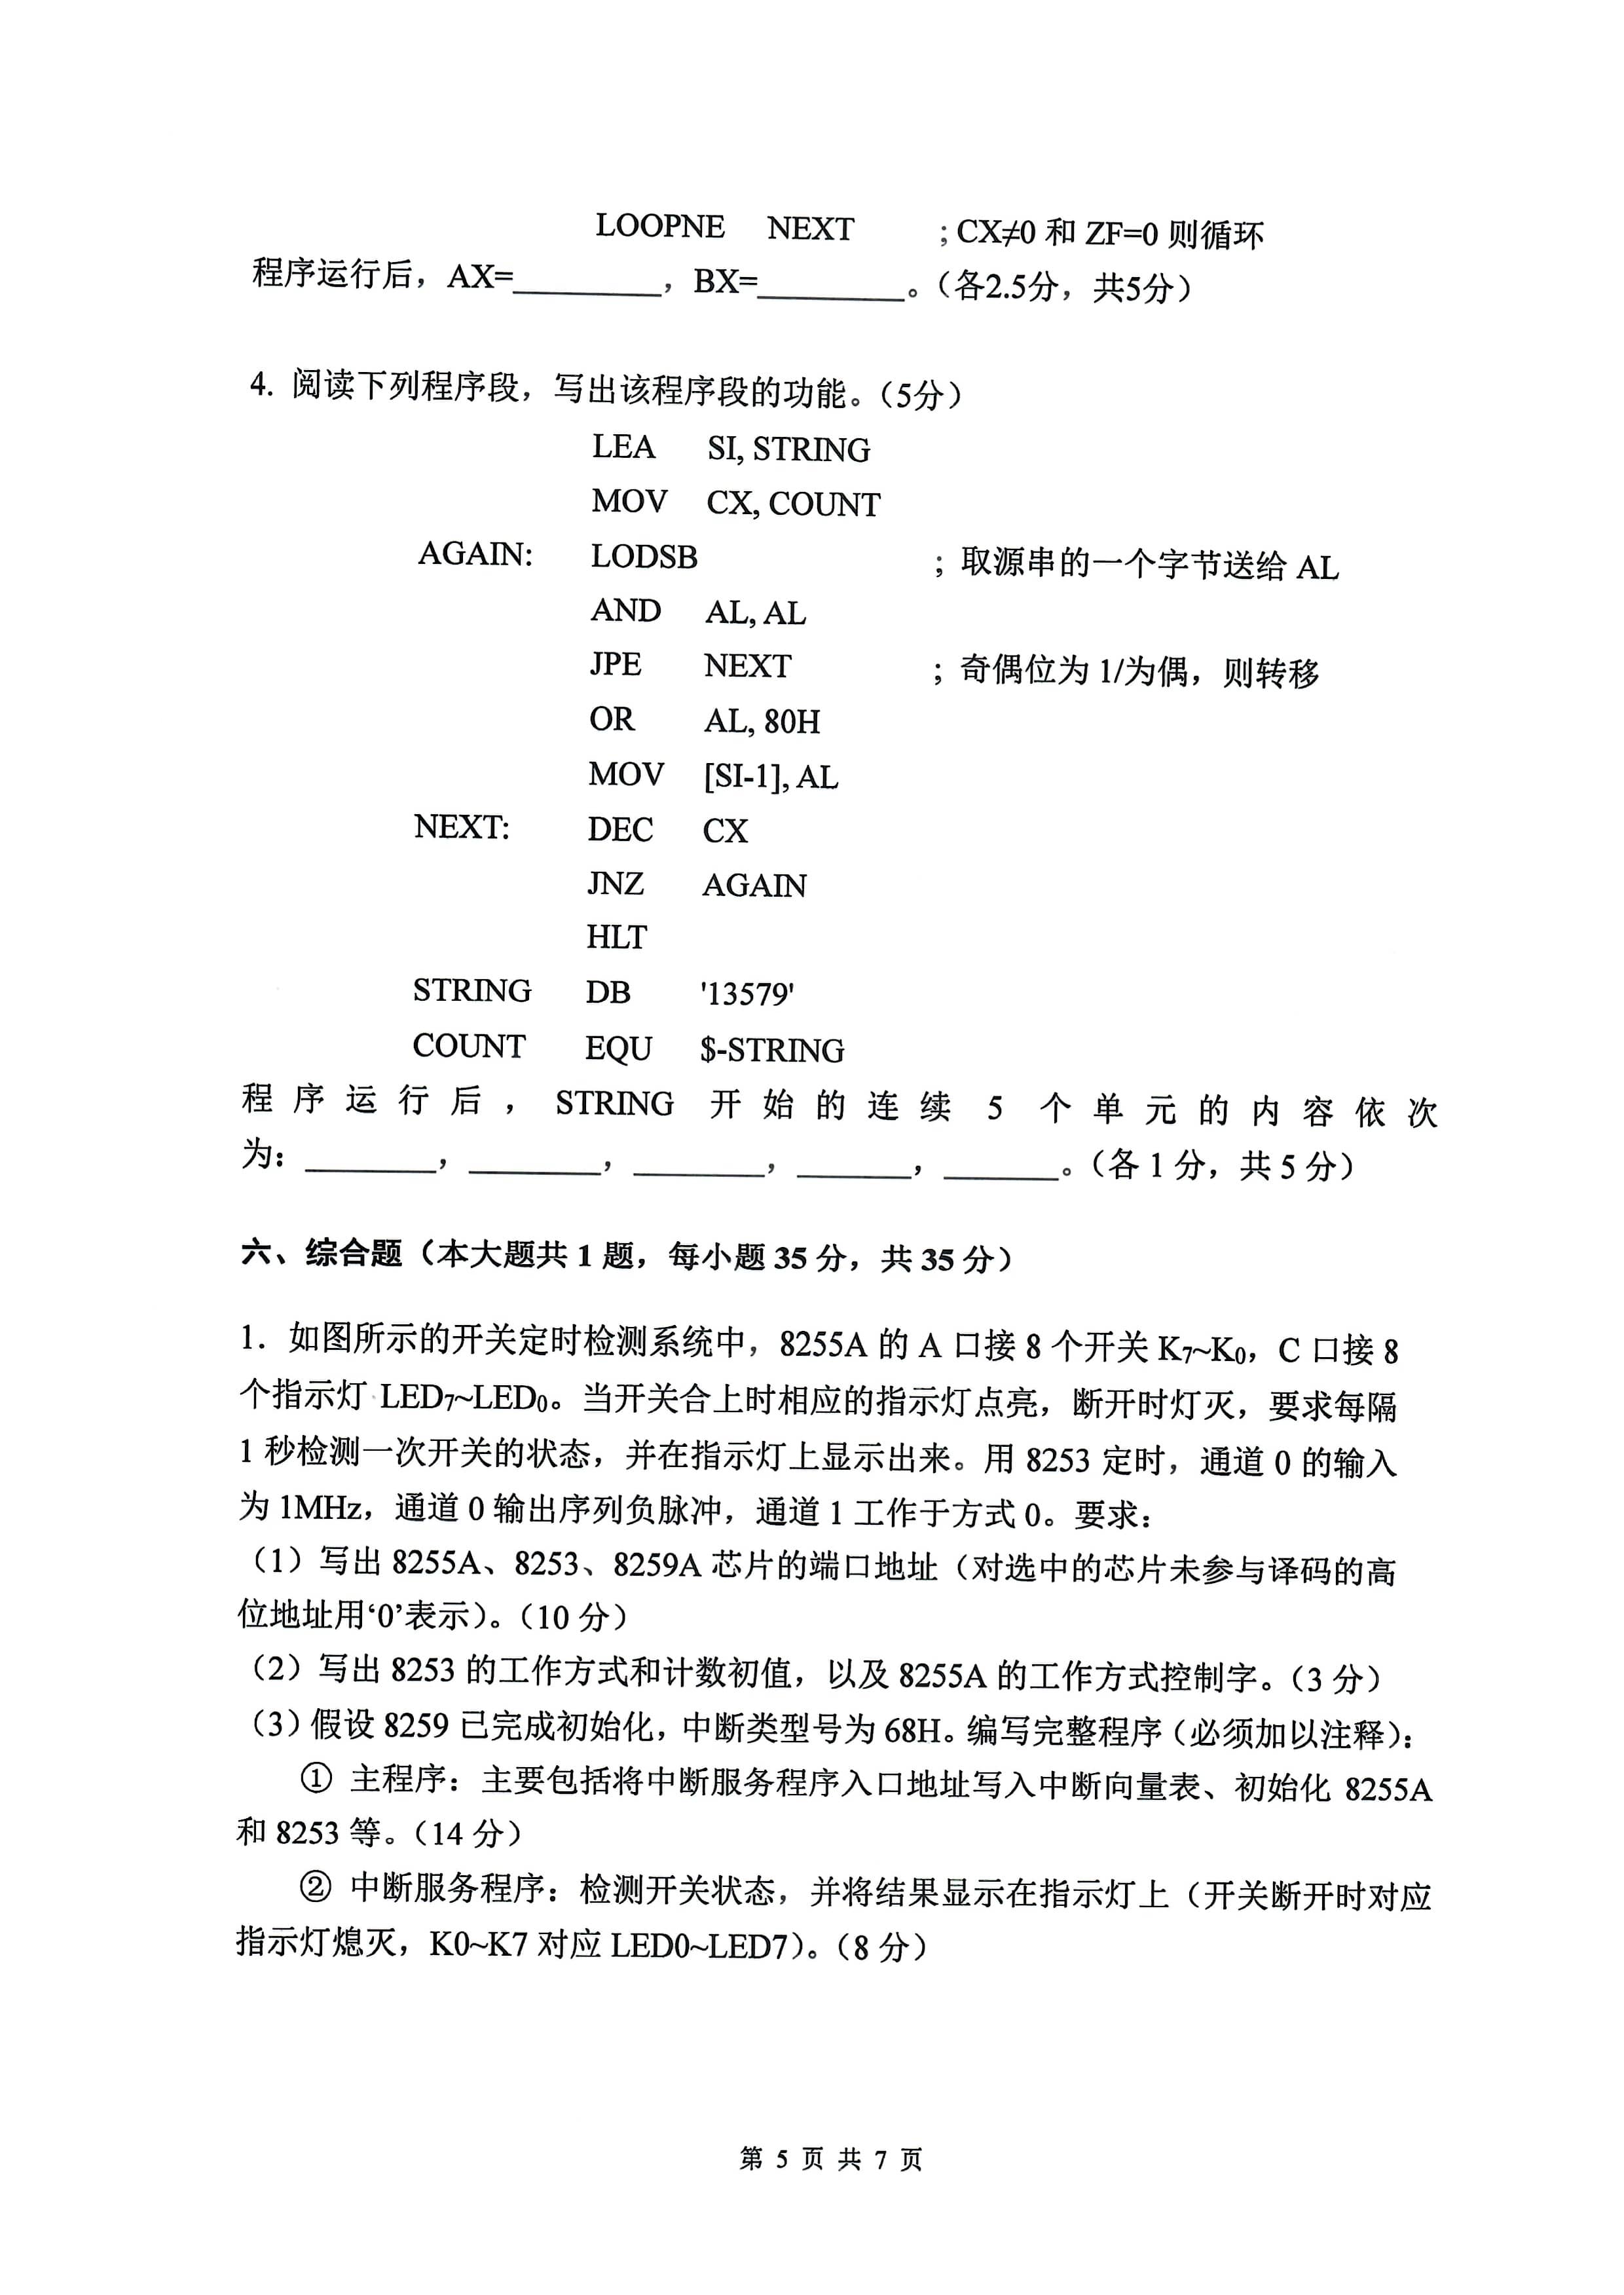 LOOPNE NEXT ; CX≠0 和 ZF=0 则循环
程序运行后，AX=________，BX=________。（各2.5分，共5分）
4. 阅读下列程序段，写出该程序段的功能。（5分）
LEA SI, STRING
MOV CX, COUNT
AGAIN: LODSB ; 取源串的一个字节送给 AL
AND AL, AL
JPE NEXT ; 奇偶位为 1/为偶，则转移
OR AL, 80H
MOV [SI-1], AL
NEXT: DEC CX
JNZ AGAIN
HLT
STRING DB '13579'
COUNT EQU $-STRING
程序运行后，STRING 开始的连续 5 个单元的内容依次
为：________，________，________，________，________。（各 1 分，共 5 分）
六、综合题（本大题共 1 题，每小题 35 分，共 35 分）
1. 如图所示的开关定时检测系统中，8255A 的 A 口接 8 个开关 K7~K0，C 口接 8
个指示灯 LED7~LED0。当开关合上时相应的指示灯点亮，断开时灯灭，要求每隔
1 秒检测一次开关的状态，并在指示灯上显示出来。用 8253 定时，通道 0 的输入
为 1MHz，通道 0 输出序列负脉冲，通道 1 工作于方式 0。要求：
（1）写出 8255A、8253、8259A 芯片的端口地址（对选中的芯片未参与译码的高
位地址用‘0’表示）。（10 分）
（2）写出 8253 的工作方式和计数初值，以及 8255A 的工作方式控制字。（3 分）
（3）假设 8259 已完成初始化，中断类型号为 68H。编写完整程序（必须加以注释）：
① 主程序：主要包括将中断服务程序入口地址写入中断向量表、初始化 8255A
和 8253 等。（14 分）
② 中断服务程序：检测开关状态，并将结果显示在指示灯上（开关断开时对应
指示灯熄灭，K0~K7 对应 LED0~LED7）。（8 分）
第 5 页 共 7 页